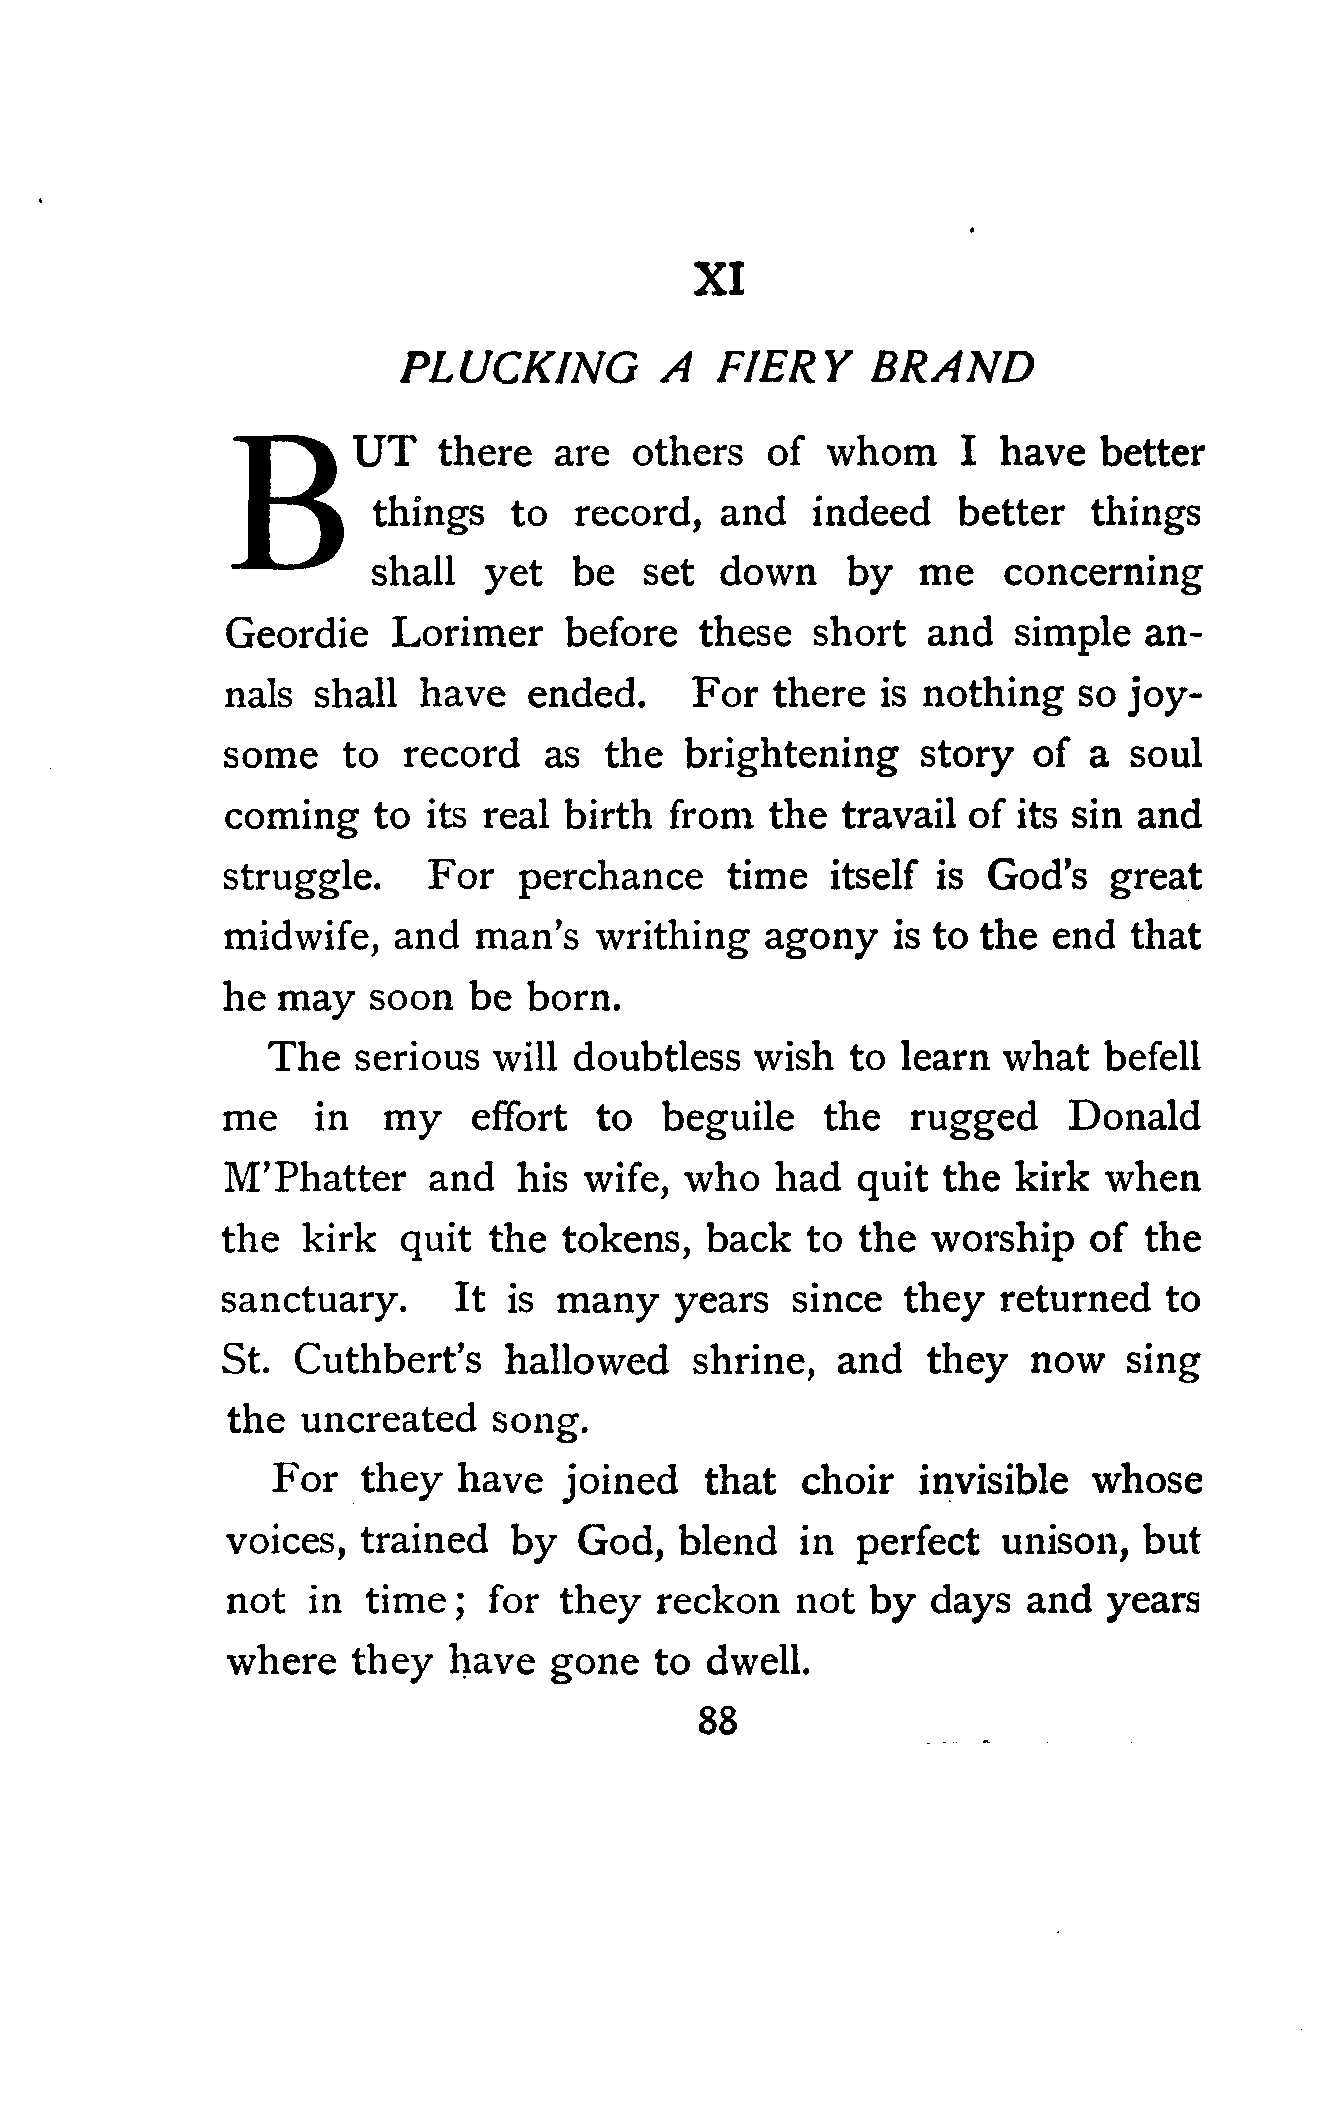 XI
PLUCKING A FIERY BRAND
BUT there are others of whom I have better
things to record, and indeed better things
shall yet be set down by me concerning
Geordie Lorimer before these short and simple an-
nals shall have ended. For there is nothing so joy-
some to record as the brightening story of a soul
coming to its real birth from the travail of its sin and
struggle. For perchance time itself is God's great
midwife, and man's writhing agony is to the end that
he may soon be born.
The serious will doubtless wish to learn what befell
me in my effort to beguile the rugged Donald
M'Phatter and his wife, who had quit the kirk when
the kirk quit the tokens, back to the worship of the
sanctuary. It is many years since they returned to
St. Cuthbert's hallowed shrine, and they now sing
the uncreated song.
For they have joined that choir invisible whose
voices, trained by God, blend in perfect unison, but
not in time; for they reckon not by days and years
where they have gone to dwell.
88